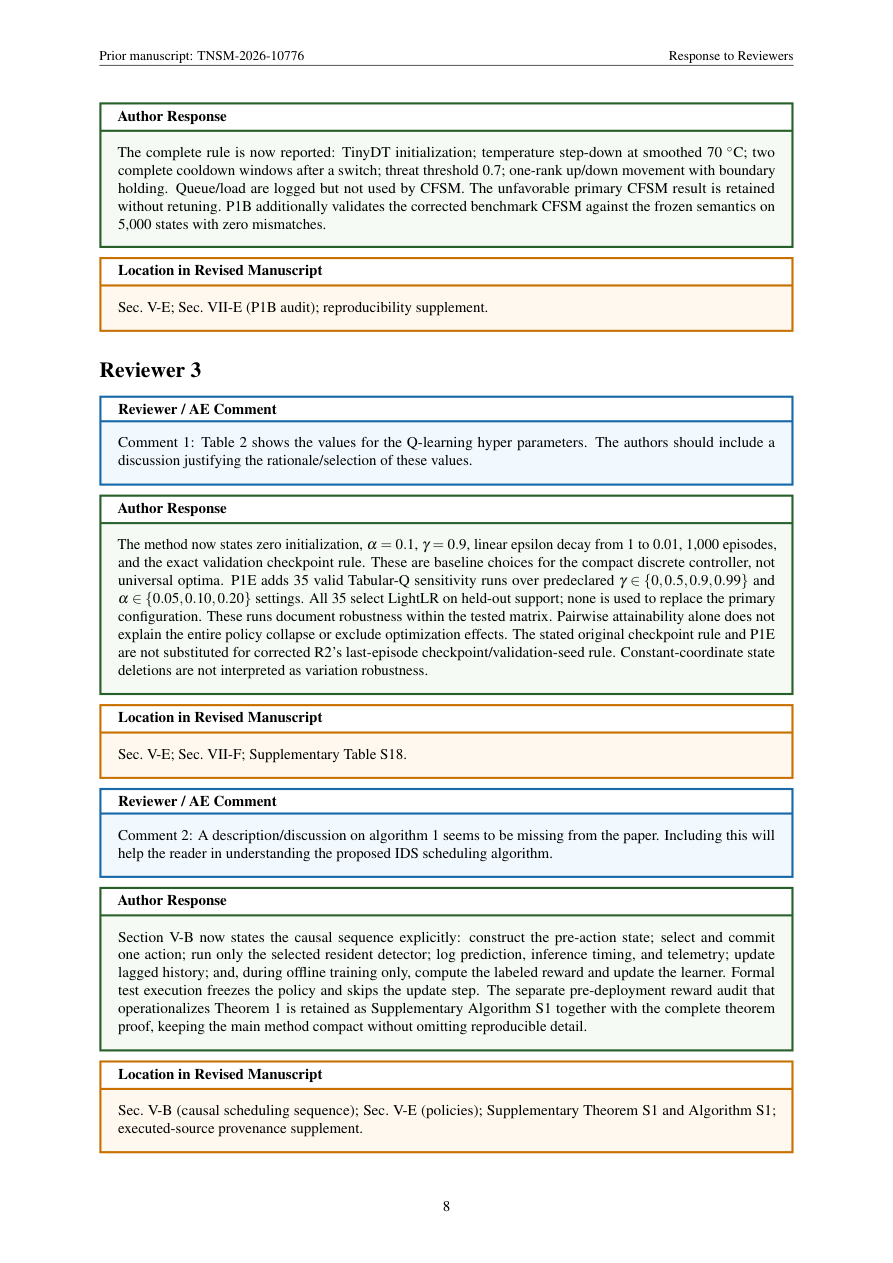 Prior manuscript: TNSM-2026-10776
Response to Reviewers
Author Response
The complete rule is now reported: TinyDT initialization; temperature step-down at smoothed 70 °C; two
complete cooldown windows after a switch; threat threshold 0.7; one-rank up/down movement with boundary
holding. Queue/load are logged but not used by CFSM. The unfavorable primary CFSM result is retained
without retuning. P1B additionally validates the corrected benchmark CFSM against the frozen semantics on
5,000 states with zero mismatches.
Location in Revised Manuscript
Sec. V-E; Sec. VII-E (P1B audit); reproducibility supplement.
Reviewer 3
Reviewer / AE Comment
Comment 1: Table 2 shows the values for the Q-learning hyper parameters. The authors should include a
discussion justifying the rationale/selection of these values.
Author Response
The method now states zero initialization, α = 0.1, γ = 0.9, linear epsilon decay from 1 to 0.01, 1,000 episodes,
and the exact validation checkpoint rule. These are baseline choices for the compact discrete controller, not
universal optima. P1E adds 35 valid Tabular-Q sensitivity runs over predeclared γ ∈ {0,0.5,0.9,0.99} and
α ∈ {0.05,0.10,0.20} settings. All 35 select LightLR on held-out support; none is used to replace the primary
configuration. These runs document robustness within the tested matrix. Pairwise attainability alone does not
explain the entire policy collapse or exclude optimization effects. The stated original checkpoint rule and P1E
are not substituted for corrected R2's last-episode checkpoint/validation-seed rule. Constant-coordinate state
deletions are not interpreted as variation robustness.
Location in Revised Manuscript
Sec. V-E; Sec. VII-F; Supplementary Table S18.
Reviewer / AE Comment
Comment 2: A description/discussion on algorithm 1 seems to be missing from the paper. Including this will
help the reader in understanding the proposed IDS scheduling algorithm.
Author Response
Section V-B now states the causal sequence explicitly: construct the pre-action state; select and commit
one action; run only the selected resident detector; log prediction, inference timing, and telemetry; update
lagged history; and, during offline training only, compute the labeled reward and update the learner. Formal
test execution freezes the policy and skips the update step. The separate pre-deployment reward audit that
operationalizes Theorem 1 is retained as Supplementary Algorithm S1 together with the complete theorem
proof, keeping the main method compact without omitting reproducible detail.
Location in Revised Manuscript
Sec. V-B (causal scheduling sequence); Sec. V-E (policies); Supplementary Theorem S1 and Algorithm S1;
executed-source provenance supplement.
8